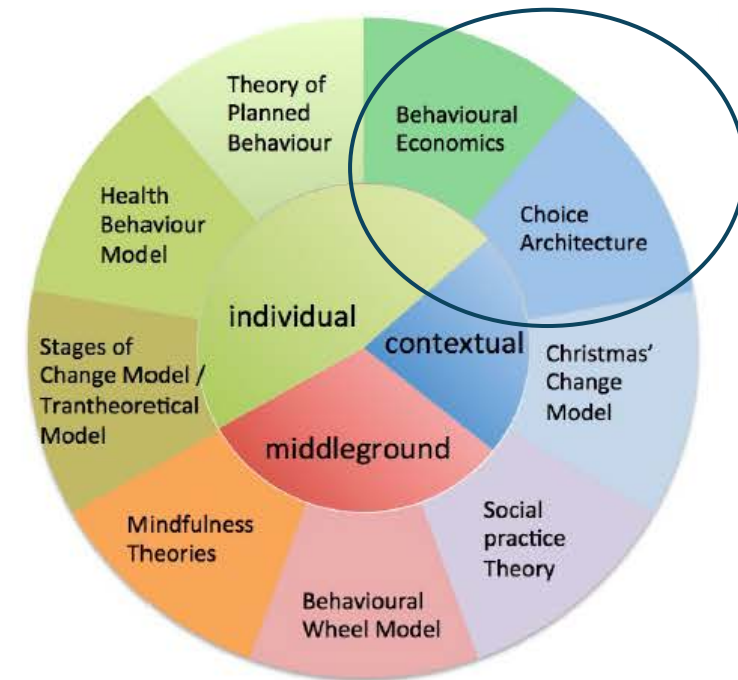 Theory of
Planned
Behaviour
Behavioural
Economics
Health
Behaviour
Model
Choice
Architecture
individual
contextual
Stages of
Change Model /
Trantheoretical
Model
Christmas’
Change
Model
middleground
Mindfulness
Theories
Social
practice
Theory
Behavioural
Wheel Model